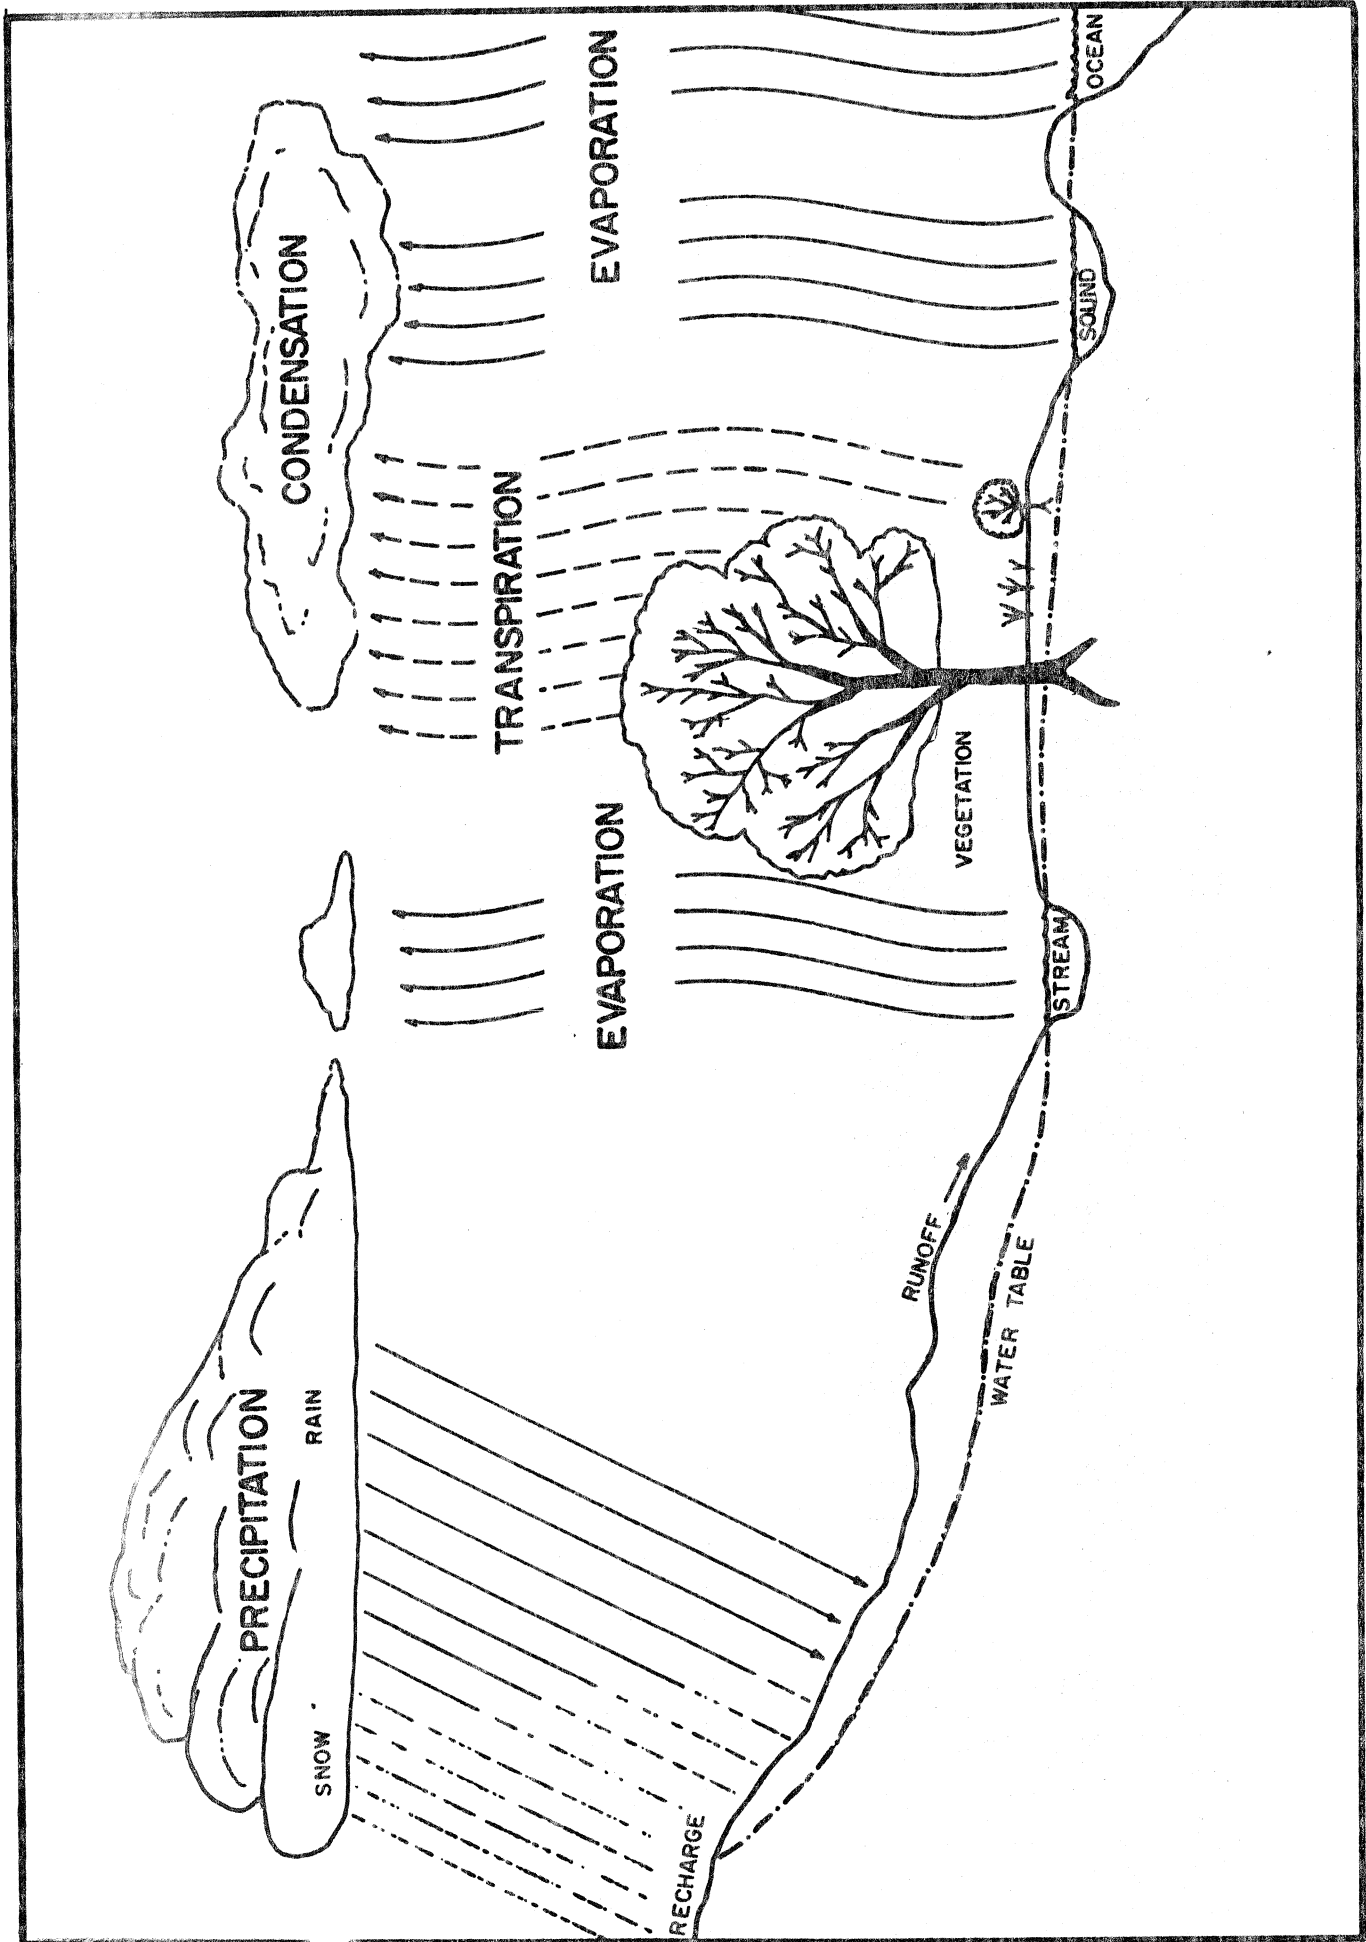 PRECIPITATION
SNOW
RAIN
CONDENSATION
EVAPORATION
TRANSPIRATION
EVAPORATION
RECHARGE
RUNOFF
WATER TABLE
VEGETATION
STREAM
SOUND
OCEAN